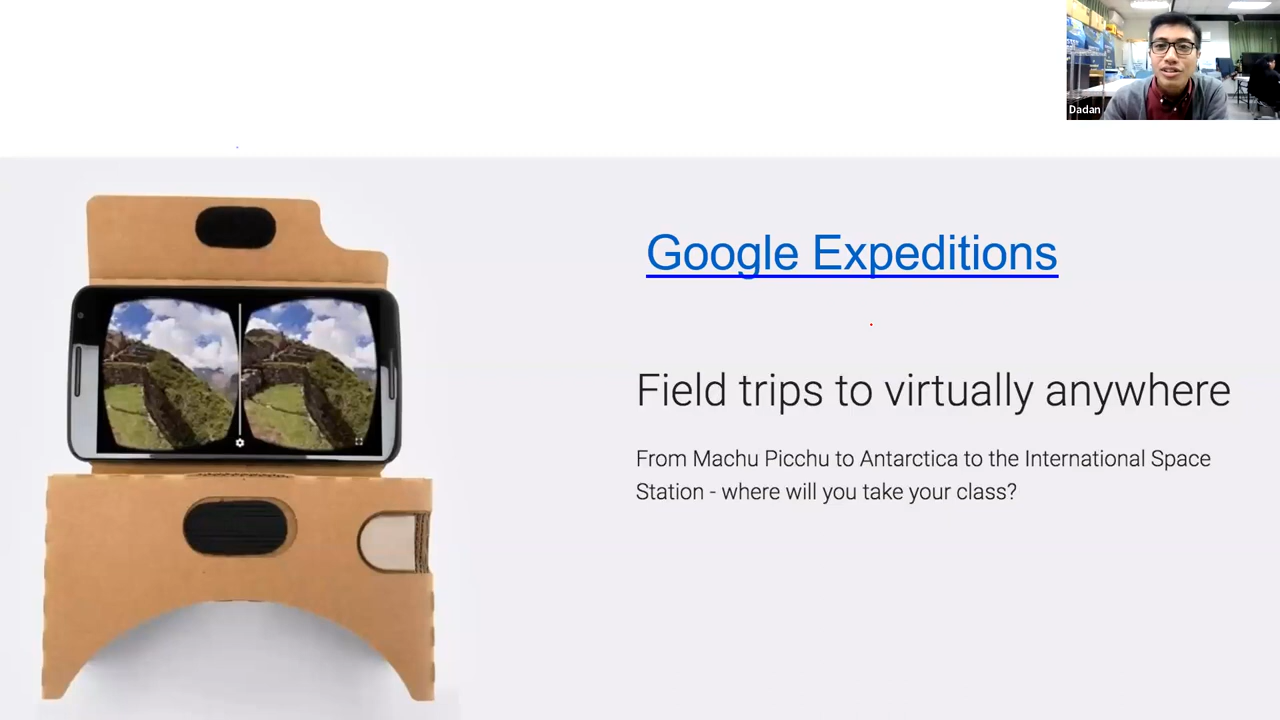 Dadan
Google Expeditions
Field trips to virtually anywhere
From Machu Picchu to Antarctica to the International Space
Station - where will you take your class?